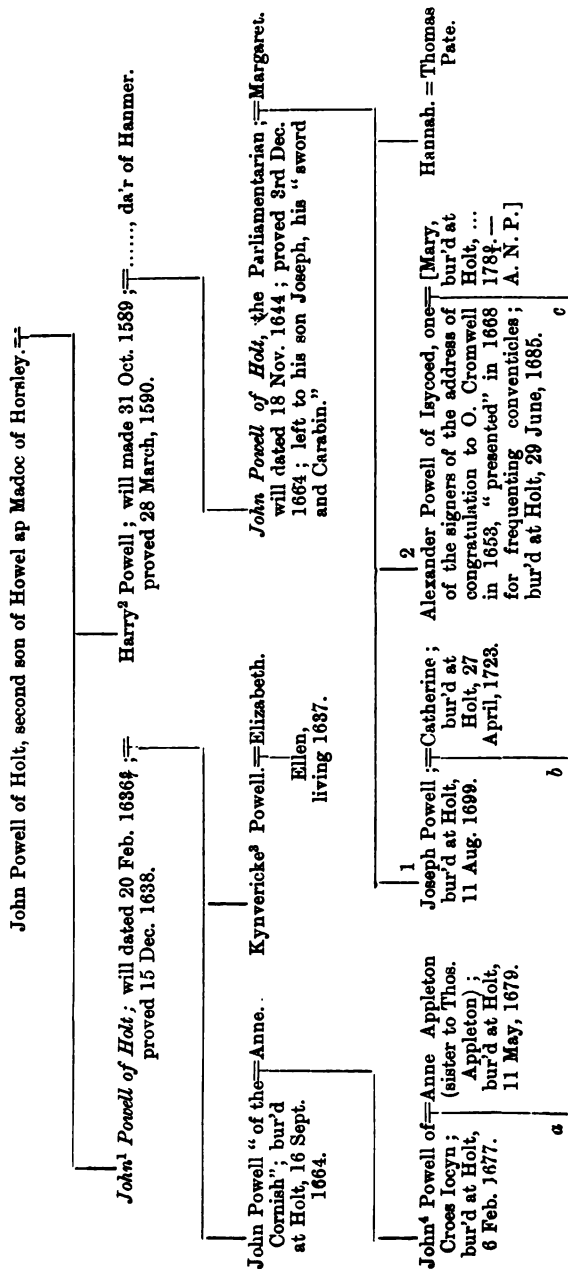 John Powell of Holt, second son of Howel ap Madoc of Horsley.=
John¹ Powell of Holt; will dated 20 Feb. 163 6/7 ;=
proved 15 Dec. 1638.
Harry² Powell; will made 31 Oct. 1589 ;=......, da'r of Hanmer.
proved 28 March, 1590.
John Powell "of the=Anne.
Cornish"; bur'd
at Holt, 16 Sept.
1664.
Kynvericke³ Powell.=Elizabeth.
Ellen,
living 1637.
John Powell of Holt, the Parliamentarian ;=Margaret.
will dated 18 Nov. 1644 ; proved 3rd Dec.
1664 ; left to his son Joseph, his "sword
and Carabin."
John⁴ Powell of=Anne Appleton
Croes Iocyn ;
bur'd at Holt,
6 Feb. 1677.
(sister to Thos.
Appleton) ;
bur'd at Holt,
11 May, 1679.
a
1
Joseph Powell ;=Catherine ;
bur'd at Holt,
11 Aug. 1699.
bur'd at
Holt, 27
April, 1723.
b
2
Alexander Powell of Isycoed, one=[Mary,
of the signers of the address of
congratulation to O. Cromwell
in 1653, "presented" in 1668
for frequenting conventicles ;
bur'd at Holt, 29 June, 1685.
bur'd at
Holt, ...
A. N. P.]
c
Hannah.=Thomas
Pate.